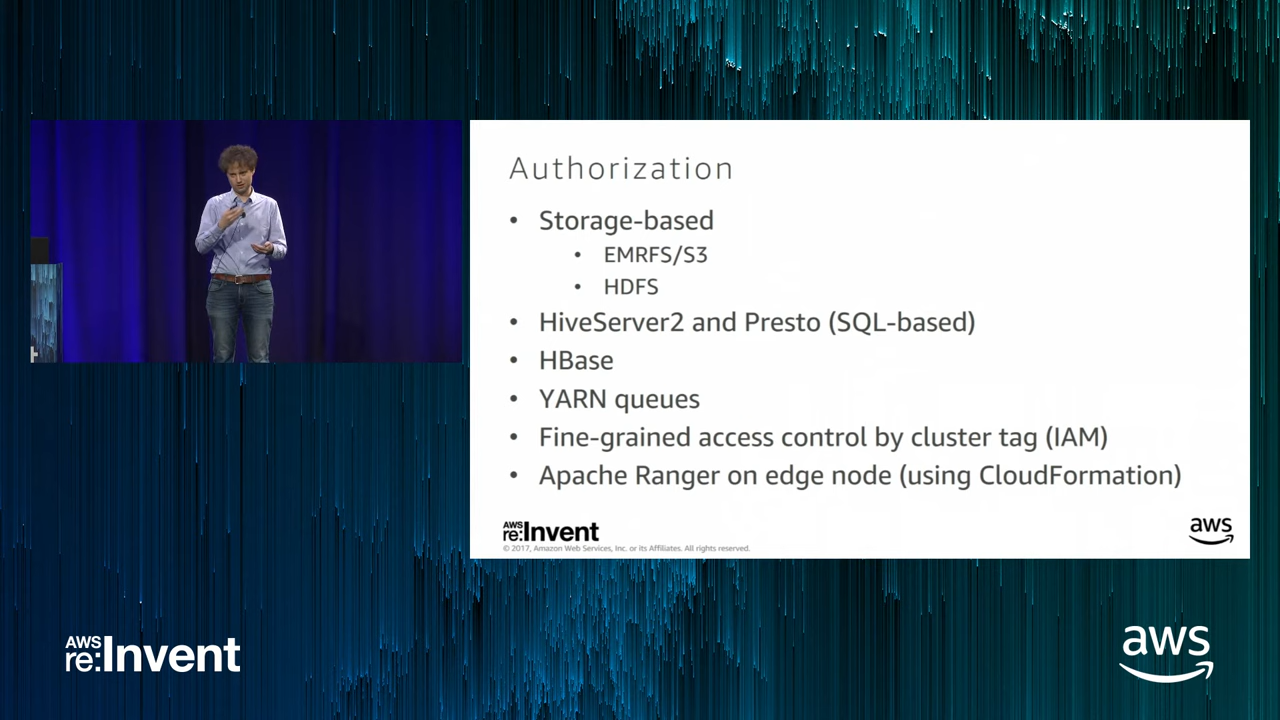 Authorization
• Storage-based
• EMRFS/S3
• HDFS
• HiveServer2 and Presto (SQL-based)
• HBase
• YARN queues
• Fine-grained access control by cluster tag (IAM)
• Apache Ranger on edge node (using CloudFormation)
AWS
re:Invent
© 2017, Amazon Web Services, Inc. or its Affiliates. All rights reserved.
aws
AWS
re:Invent
aws